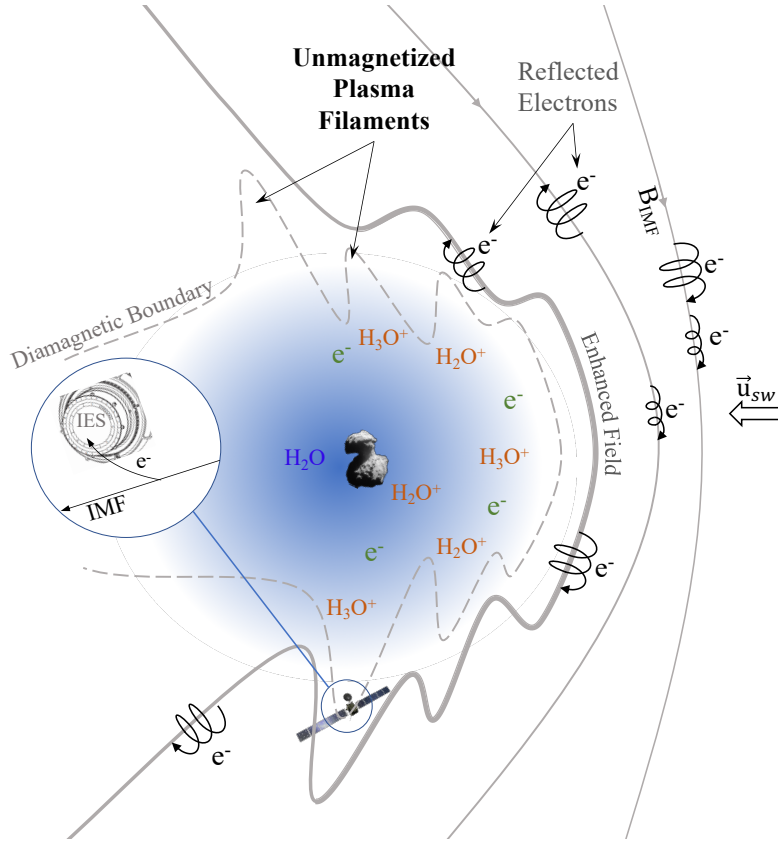 Unmagnetized
Plasma
Filaments
Reflected
Electrons
e-
e-
B_IMF
e-
e-
e-
Diamagnetic Boundary
Enhanced Field
u⃗_sw
H₃O⁺
e-
H₂O⁺
e-
IES
e-
IMF
H₂O
H₃O⁺
H₂O⁺
e-
H₂O⁺
e-
e-
H₃O⁺
e-